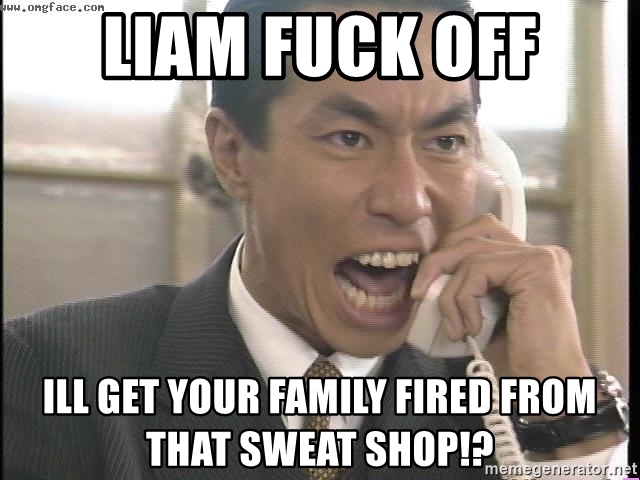 www.omgface.com
LIAM FUCK OFF
ILL GET YOUR FAMILY FIRED FROM
THAT SWEAT SHOP!?
memegenerator.net